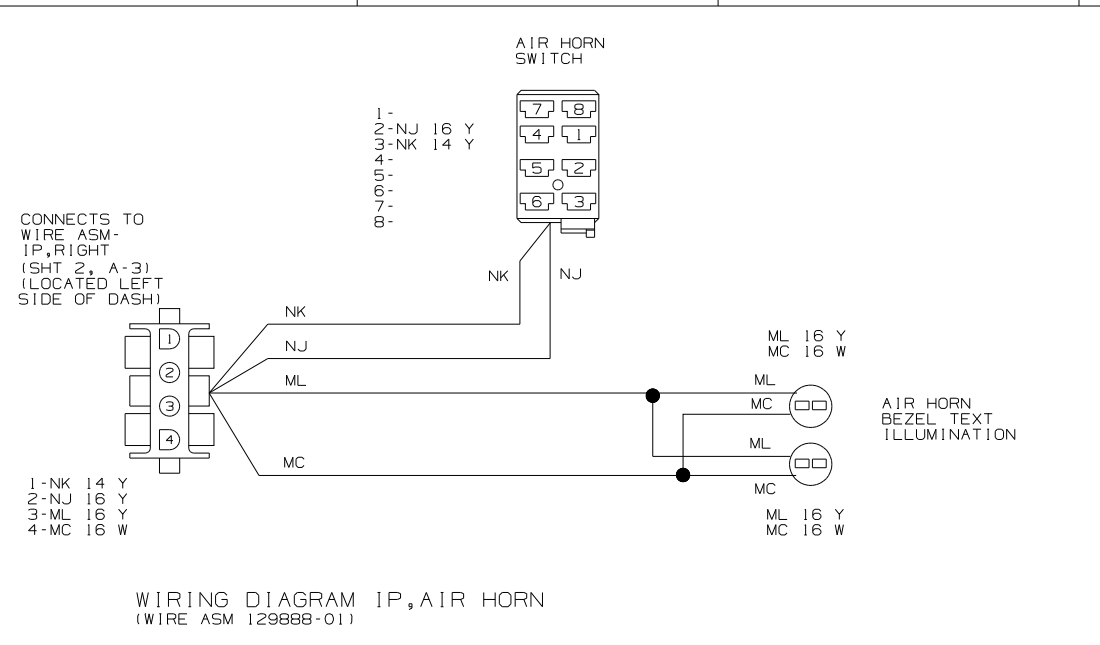 AIR HORN
SWITCH
1-
2-NJ 16 Y
3-NK 14 Y
4-
5-
6-
7-
8-
7 8
4 1
5 2
6 3
CONNECTS TO
WIRE ASM-
IP,RIGHT
(SHT 2, A-3)
(LOCATED LEFT
SIDE OF DASH)
NK
NJ
NK
NJ
ML
MC
1
2
3
4
ML 16 Y
MC 16 W
ML
MC
ML
MC
AIR HORN
BEZEL TEXT
ILLUMINATION
ML 16 Y
MC 16 W
1-NK 14 Y
2-NJ 16 Y
3-ML 16 Y
4-MC 16 W
WIRING DIAGRAM IP,AIR HORN
(WIRE ASM 129888-01)